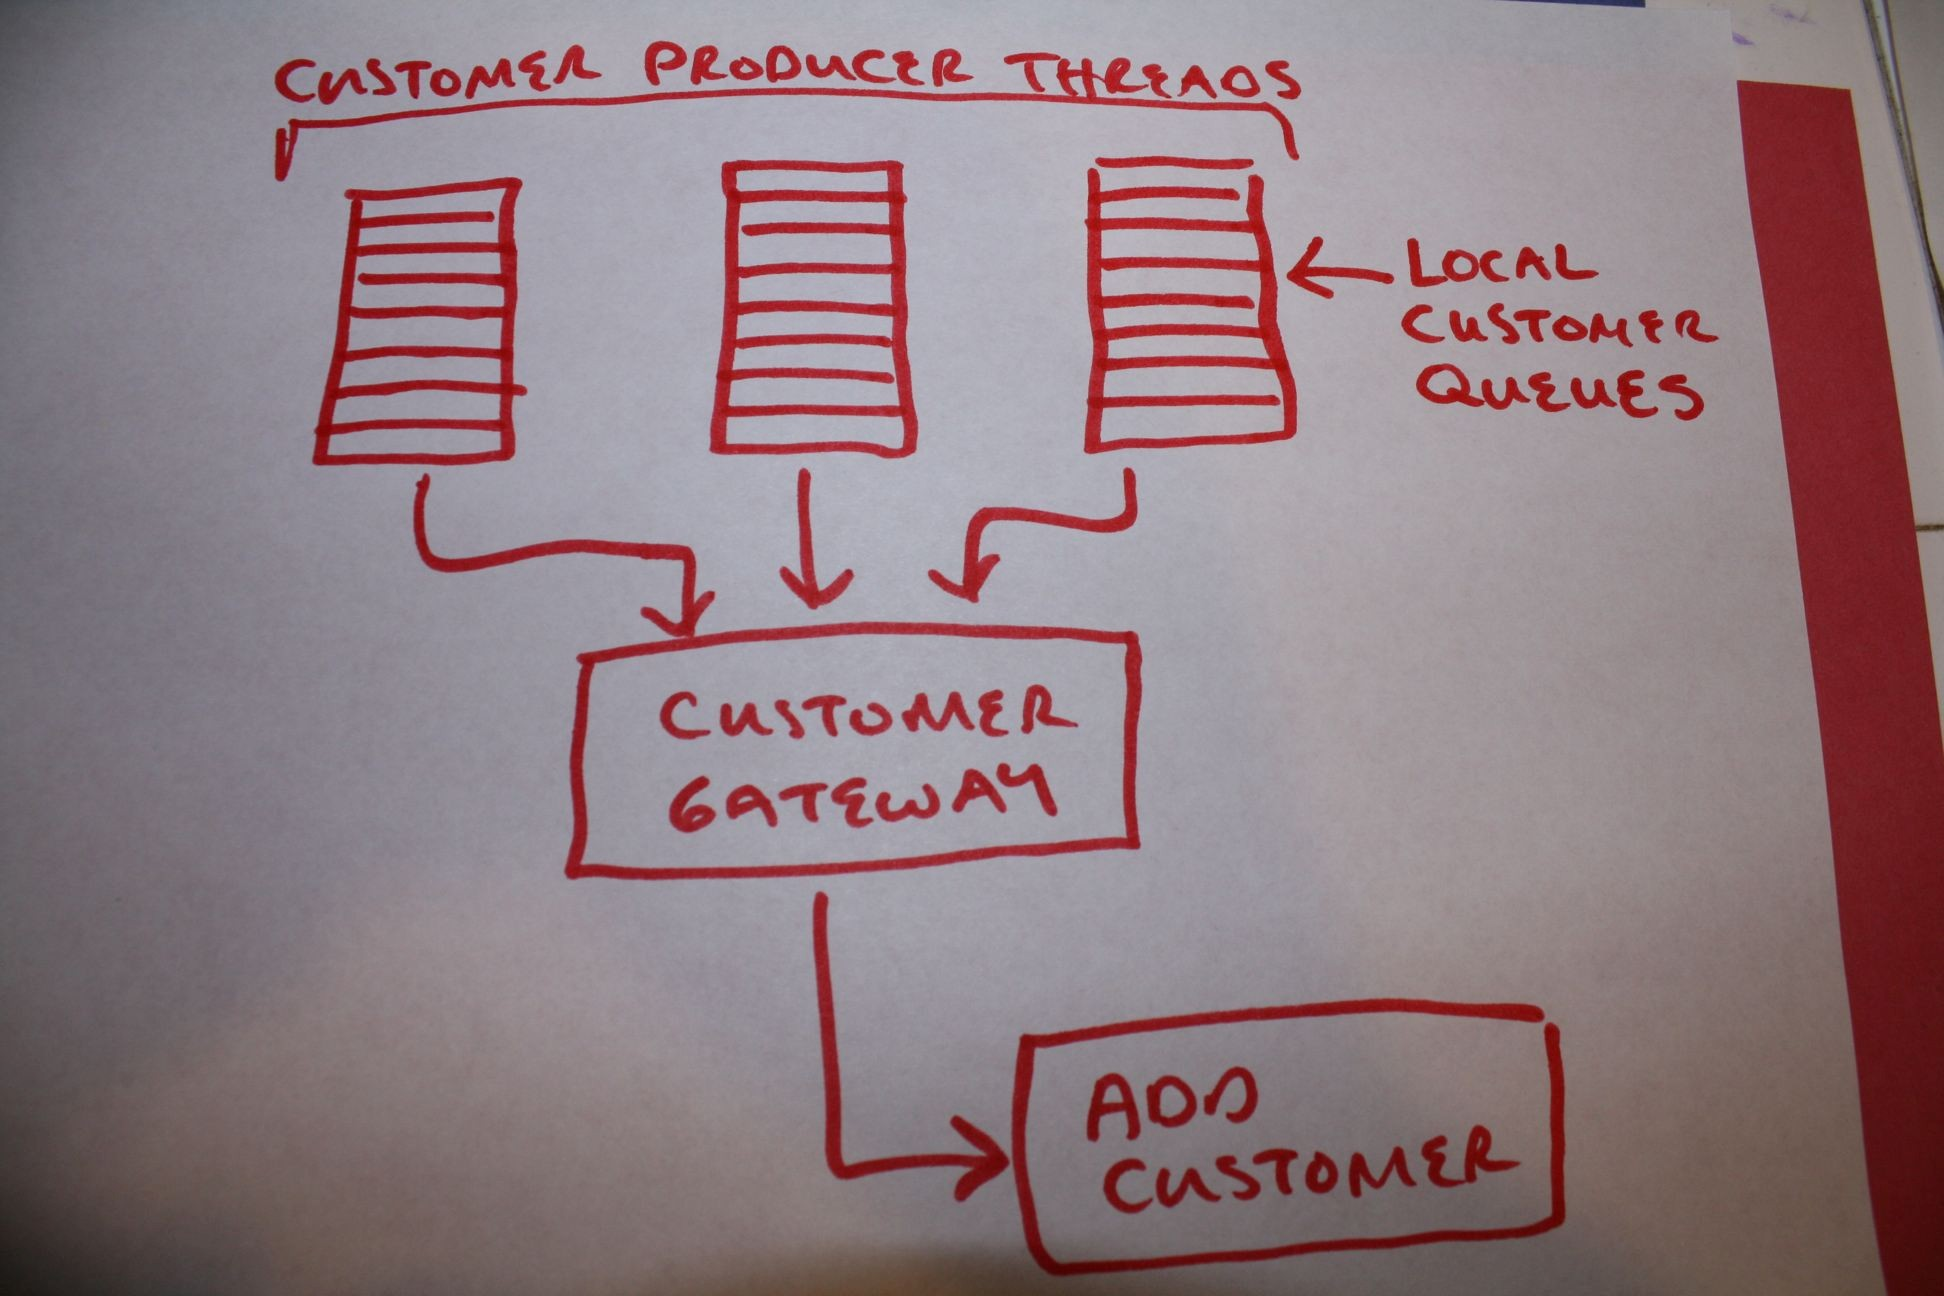 CUSTOMER PRODUCER THREADS
LOCAL
CUSTOMER
QUEUES
CUSTOMER
GATEWAY
ADD
CUSTOMER